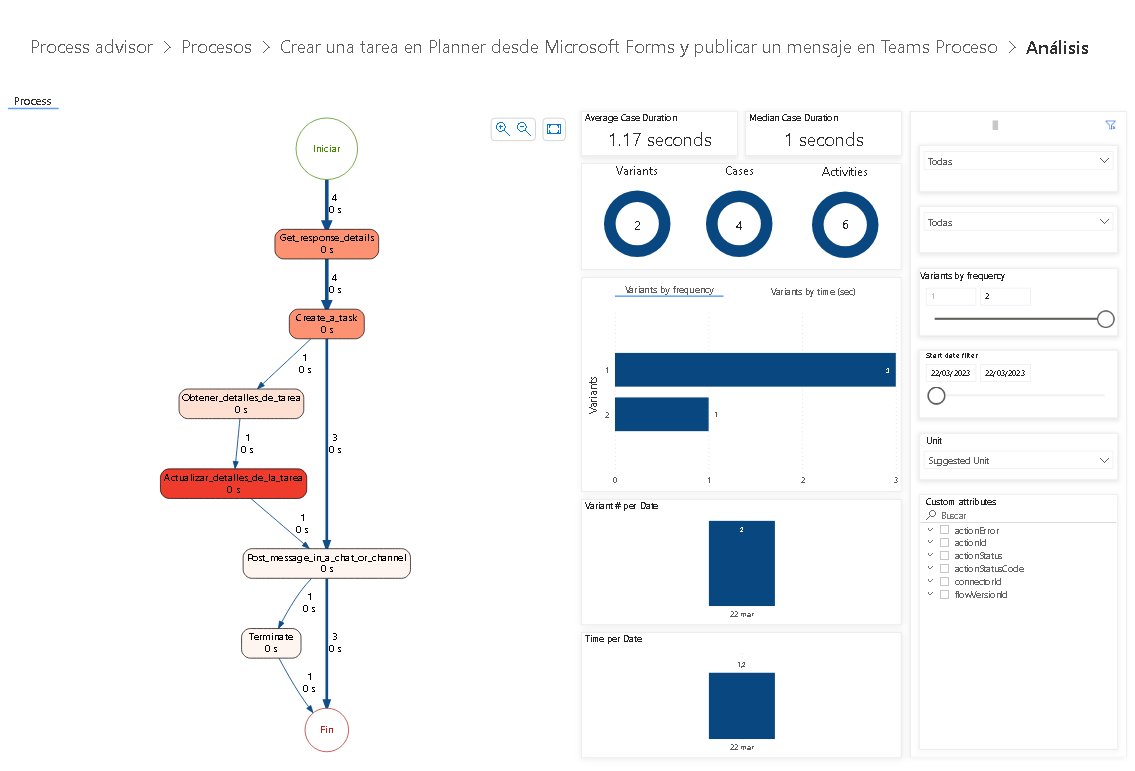 Process advisor > Procesos > Crear una tarea en Planner desde Microsoft Forms y publicar un mensaje en Teams Proceso > Análisis
Process
Iniciar
4
0 s
Get_response_details
0 s
4
0 s
Create_a_task
0 s
1
0 s
Obtener_detalles_de_tarea
0 s
1
0 s
3
0 s
Actualizar_detalles_de_la_tarea
0 s
1
0 s
Post_message_in_a_chat_or_channel
0 s
1
0 s
Terminate
0 s
3
0 s
1
0 s
Fin
Average Case Duration
1.17 seconds
Median Case Duration
1 seconds
Variants
Cases
Activities
2
4
6
Variants by frequency
Variants by time (sec)
Variants
1
3
2
1
0
1
2
3
Variant # per Date
2
22 mar
Time per Date
1,2
22 mar
Todas
Todas
Variants by frequency
1
2
Start date filter
22/03/2023
22/03/2023
Unit
Suggested Unit
Custom attributes
Buscar
actionError
actionId
actionStatus
actionStatusCode
connectorId
flowVersionId